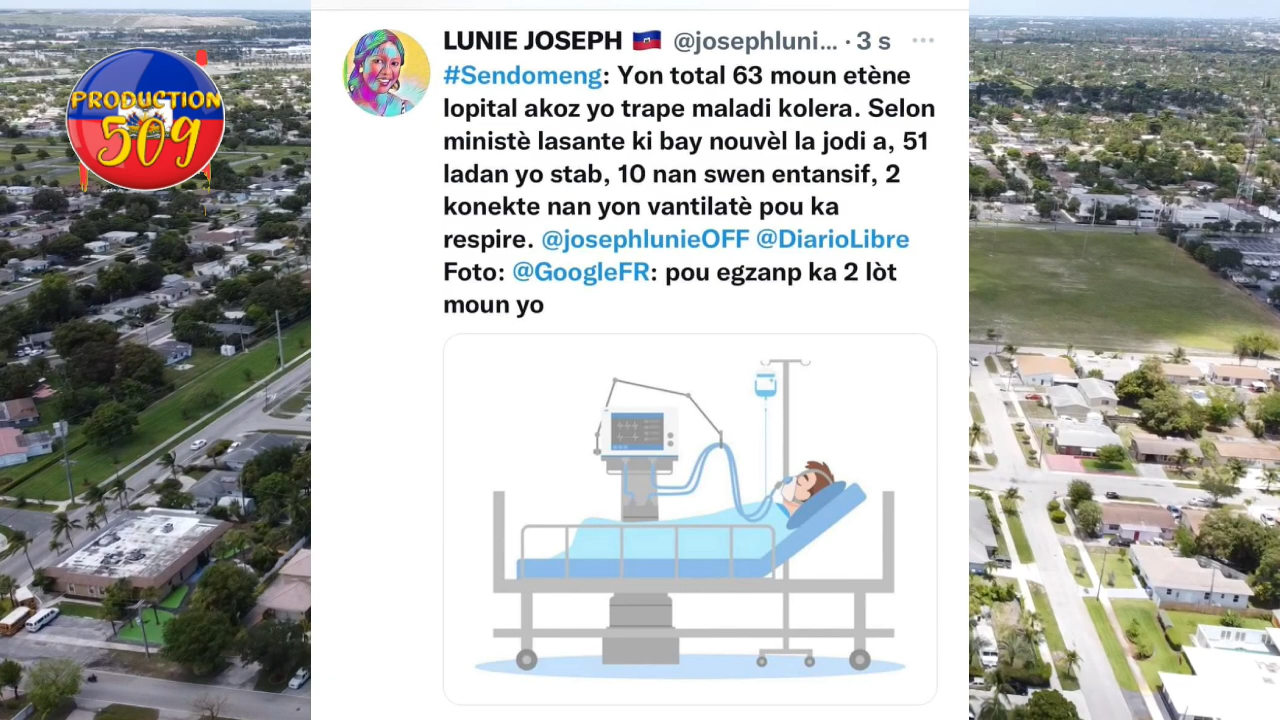 PRODUCTION
509
LUNIE JOSEPH 🇭🇹 @josephluni... · 3 s ...
#Sendomeng: Yon total 63 moun etène
lopital akoz yo trape maladi kolera. Selon
ministè lasante ki bay nouvèl la jodi a, 51
ladan yo stab, 10 nan swen entansif, 2
konekte nan yon vantilatè pou ka
respire. @josephlunieOFF @DiarioLibre
Foto: @GoogleFR: pou egzanp ka 2 lòt
moun yo